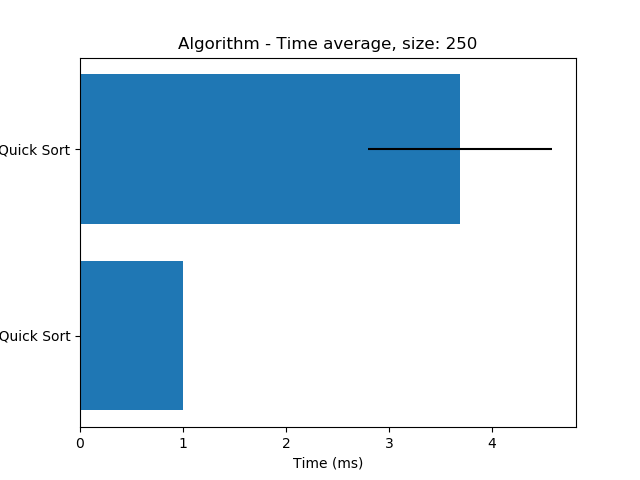 Algorithm - Time average, size: 250
Quick Sort
Quick Sort
0 1 2 3 4
Time (ms)